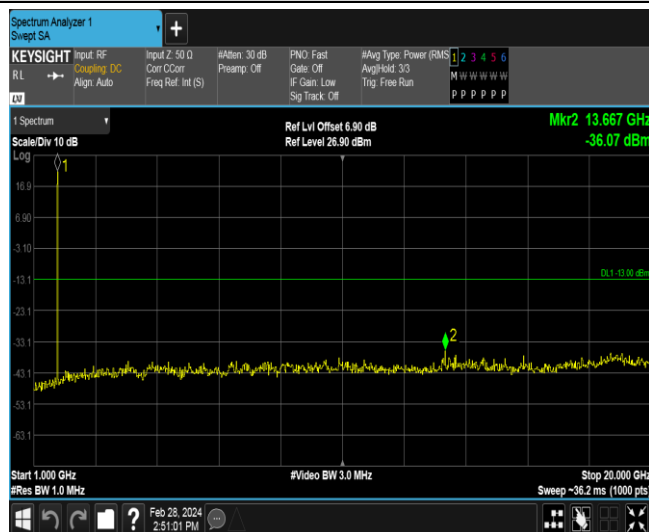 Spectrum Analyzer 1
Swept SA
KEYSIGHT Input: RF Input Z: 50 Ω #Atten: 30 dB PNO: Fast #Avg Type: Power (RMS 1 2 3 4 5 6
RL Coupling: DC Corr CCorr Preamp: Off Gate: Off Avg|Hold: 3/3 M W W W W W
Align: Auto Freq Ref: Int (S) IF Gain: Low Trig: Free Run
LXI Sig Track: Off P P P P P P
1 Spectrum Ref Lvl Offset 6.90 dB Mkr2 13.667 GHz
Scale/Div 10 dB Ref Level 26.90 dBm -36.07 dBm
Log
1
16.9
6.90
-3.10
-13.1
DL1 -13.00 dBm
-23.1
-33.1
2
-43.1
-53.1
-63.1
Start 1.000 GHz #Video BW 3.0 MHz Stop 20.000 GHz
#Res BW 1.0 MHz Sweep ~36.2 ms (1000 pts)
? Feb 28, 2024
2:51:01 PM